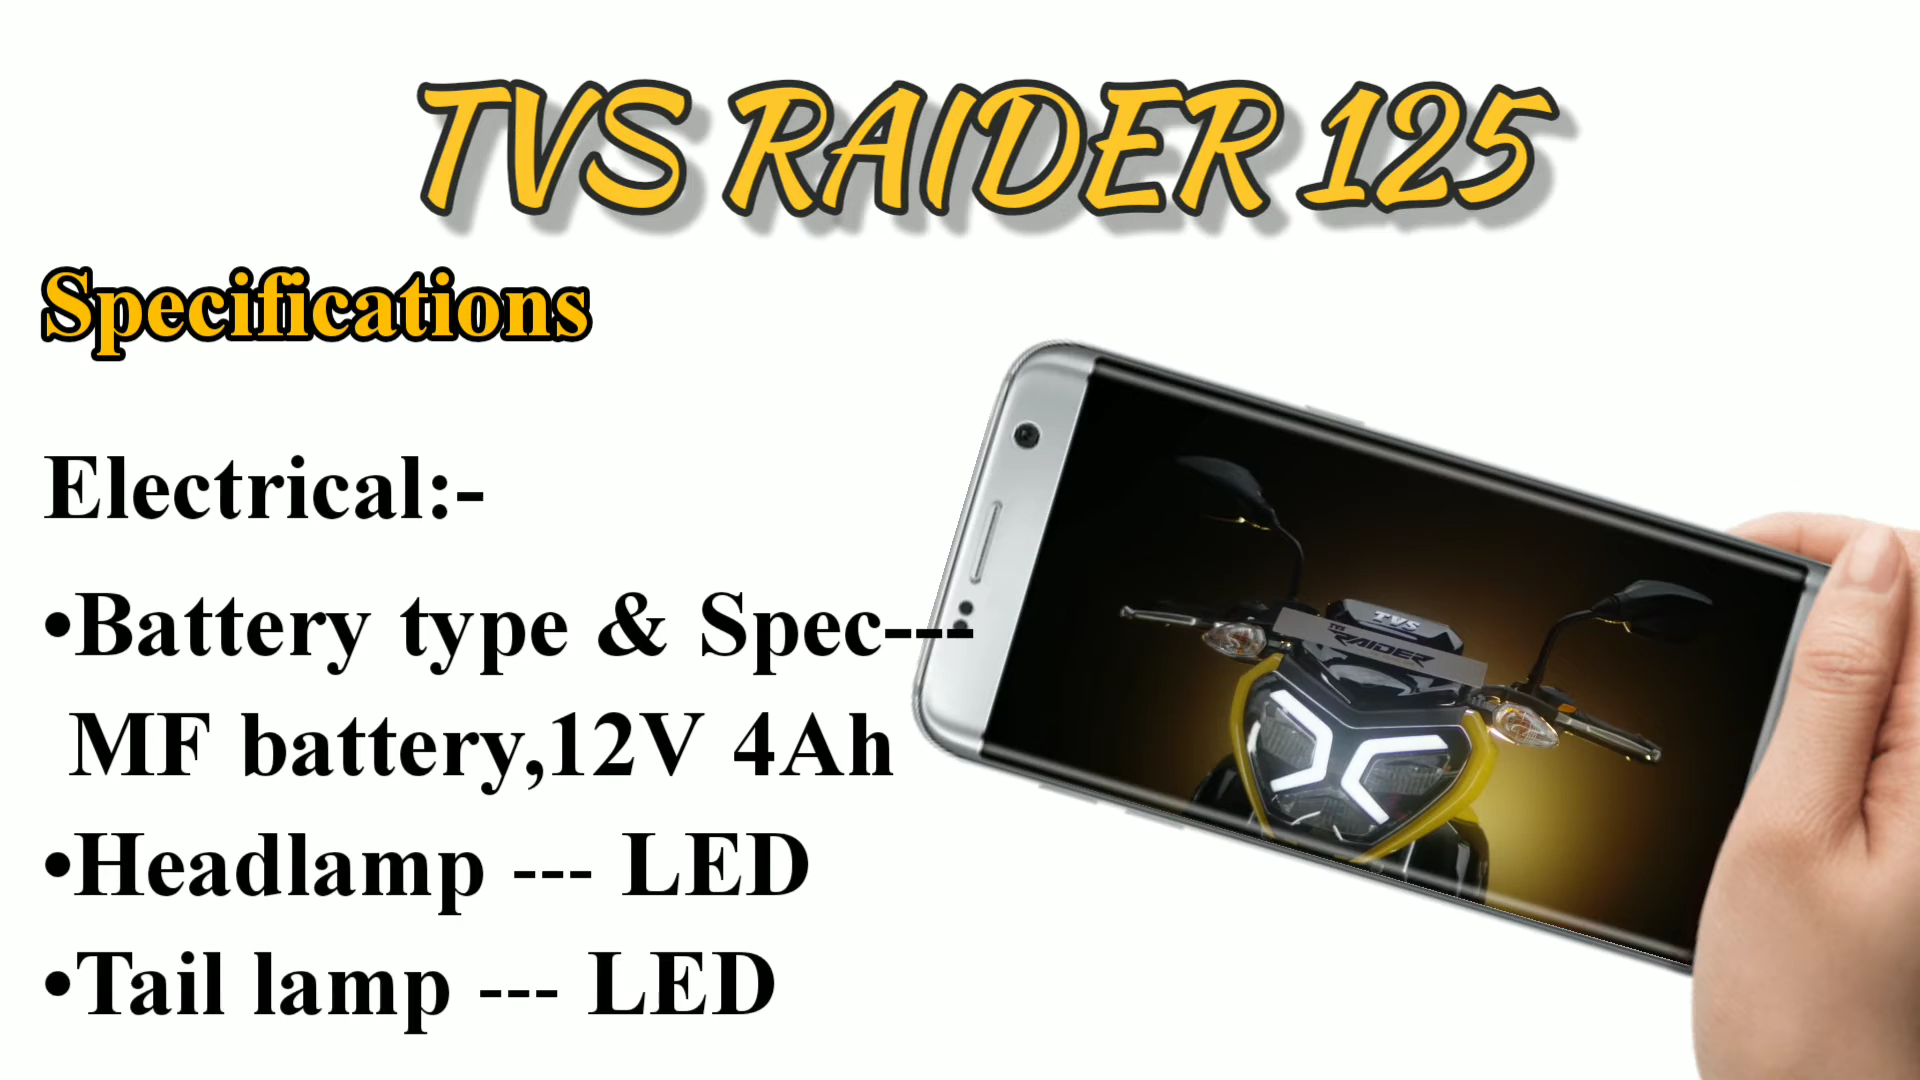 TVS RAIDER 125
Specifications
Electrical:-
•Battery type & Spec---
MF battery,12V 4Ah
•Headlamp --- LED
•Tail lamp --- LED
TVS
TVS
RAIDER